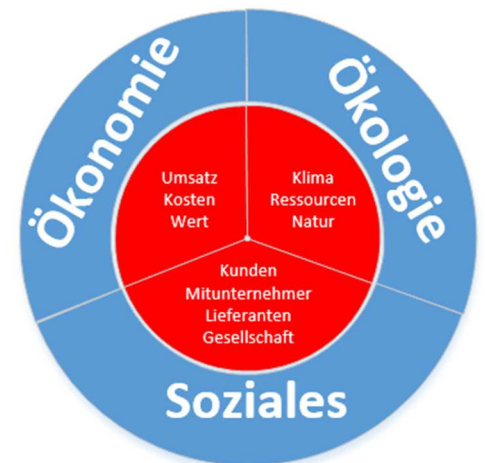 Ökonomie
Ökologie
Umsatz
Kosten
Wert
Klima
Ressourcen
Natur
Kunden
Mitunternehmer
Lieferanten
Gesellschaft
Soziales